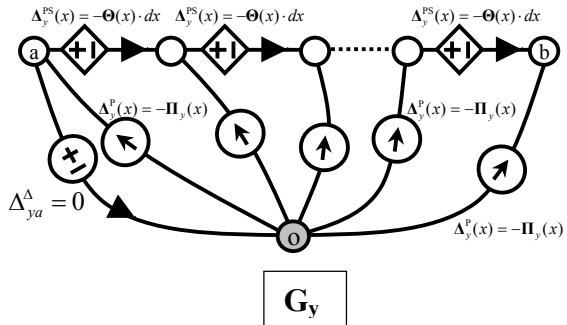 Δ_y^PS(x) = −Θ(x)·dx Δ_y^PS(x) = −Θ(x)·dx Δ_y^PS(x) = −Θ(x)·dx
a + I + I + I b
Δ_y^P(x) = −Π_y(x) Δ_y^P(x) = −Π_y(x)
±
Δ_ya^Δ = 0
o
Δ_y^P(x) = −Π_y(x)
G_y